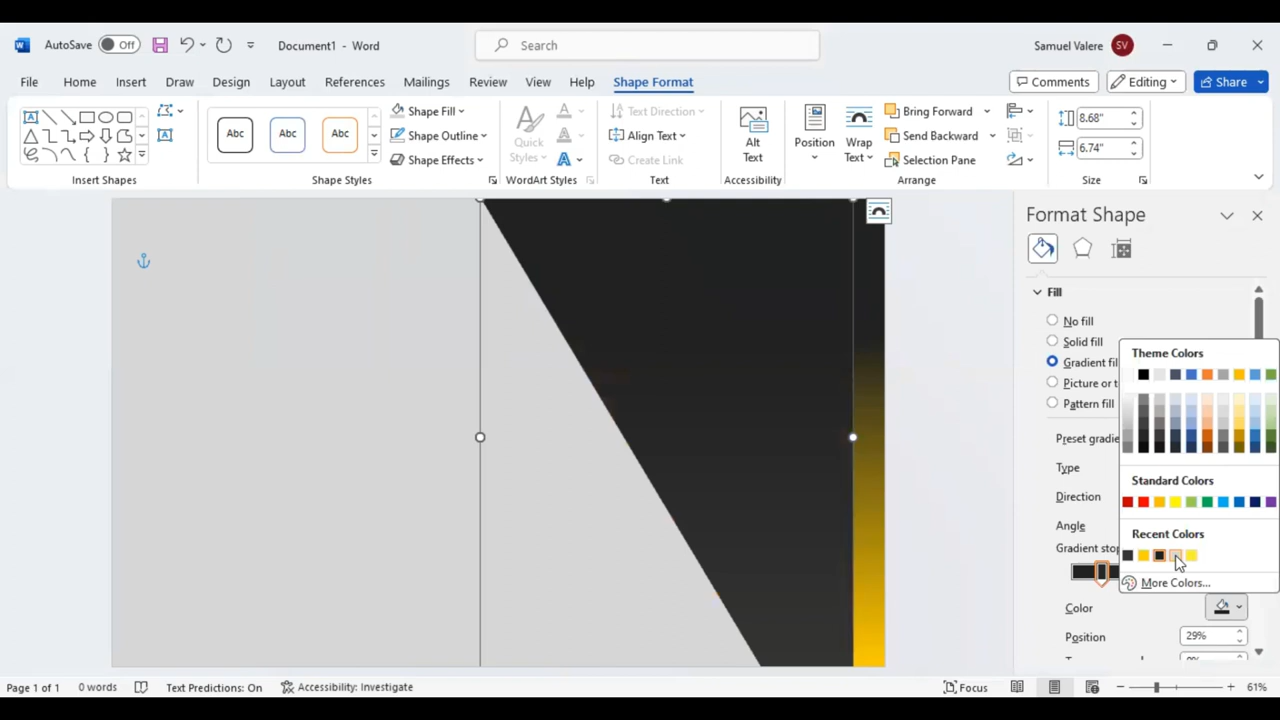 AutoSave Off Document1 - Word Search Samuel Valere SV
File Home Insert Draw Design Layout References Mailings Review View Help Shape Format Comments Editing Share
Abc Abc Abc
Shape Fill
Shape Outline
Shape Effects
Quick Styles
Text Direction
Align Text
Create Link
Alt Text
Position
Wrap Text
Bring Forward
Send Backward
Selection Pane
8.68"
6.74"
Insert Shapes Shape Styles WordArt Styles Text Accessibility Arrange Size
Format Shape
Fill
No fill
Solid fill
Gradient fil
Picture or t
Pattern fill
Preset gradie
Type
Direction
Angle
Gradient stop
Color
Position 29%
Theme Colors
Standard Colors
Recent Colors
More Colors...
Page 1 of 1 0 words Text Predictions: On Accessibility: Investigate Focus 61%